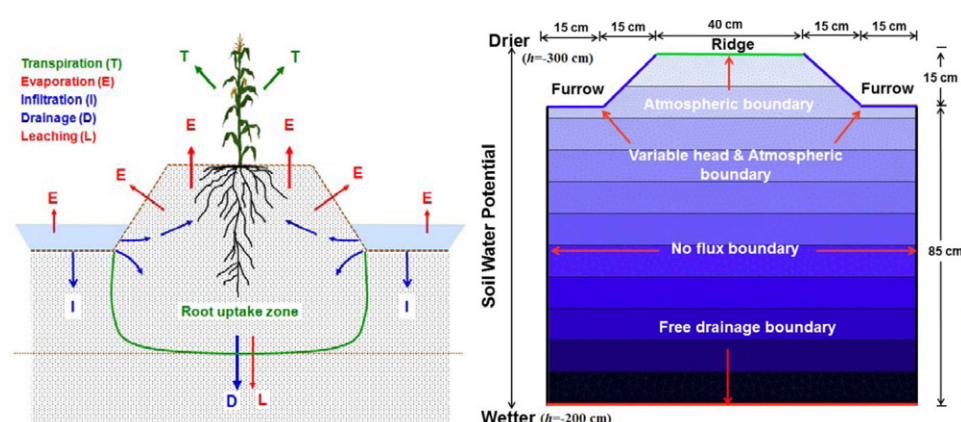 Transpiration (T)
Evaporation (E)
Infiltration (I)
Drainage (D)
Leaching (L)
T
T
E
E
E
E
E
E
I
I
Root uptake zone
D
L
15 cm
15 cm
40 cm
15 cm
15 cm
Drier
(h=-300 cm)
Ridge
15 cm
Furrow
Furrow
Atmospheric boundary
Variable head & Atmospheric
boundary
Soil Water Potential
No flux boundary
85 cm
Free drainage boundary
Wetter (h=-200 cm)